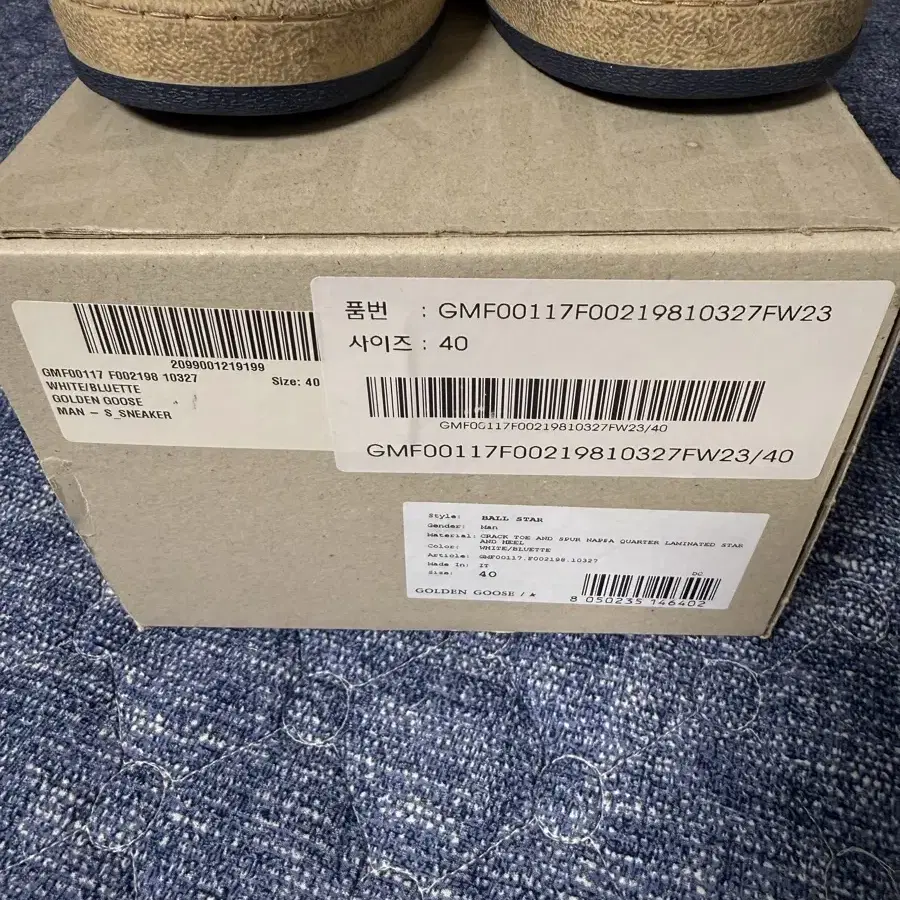 2099001219199
GMF00117 F002198 10327
Size: 40
WHITE/BLUETTE
GOLDEN GOOSE
MAN - S_SNEAKER
품번 : GMF00117F00219810327FW23
사이즈 : 40
GMF00117F00219810327FW23/40
GMF00117F00219810327FW23/40
Style: BALL STAR
Gender: Man
Material: CRACK TOE AND SPUR NAPPA QUARTER LAMINATED STAR
AND HEEL
Color: WHITE/BLUETTE
Article: GMF00117.F002198.10327
Made In: IT
Size: 40
DC
GOLDEN GOOSE / ★
8 050235 146402